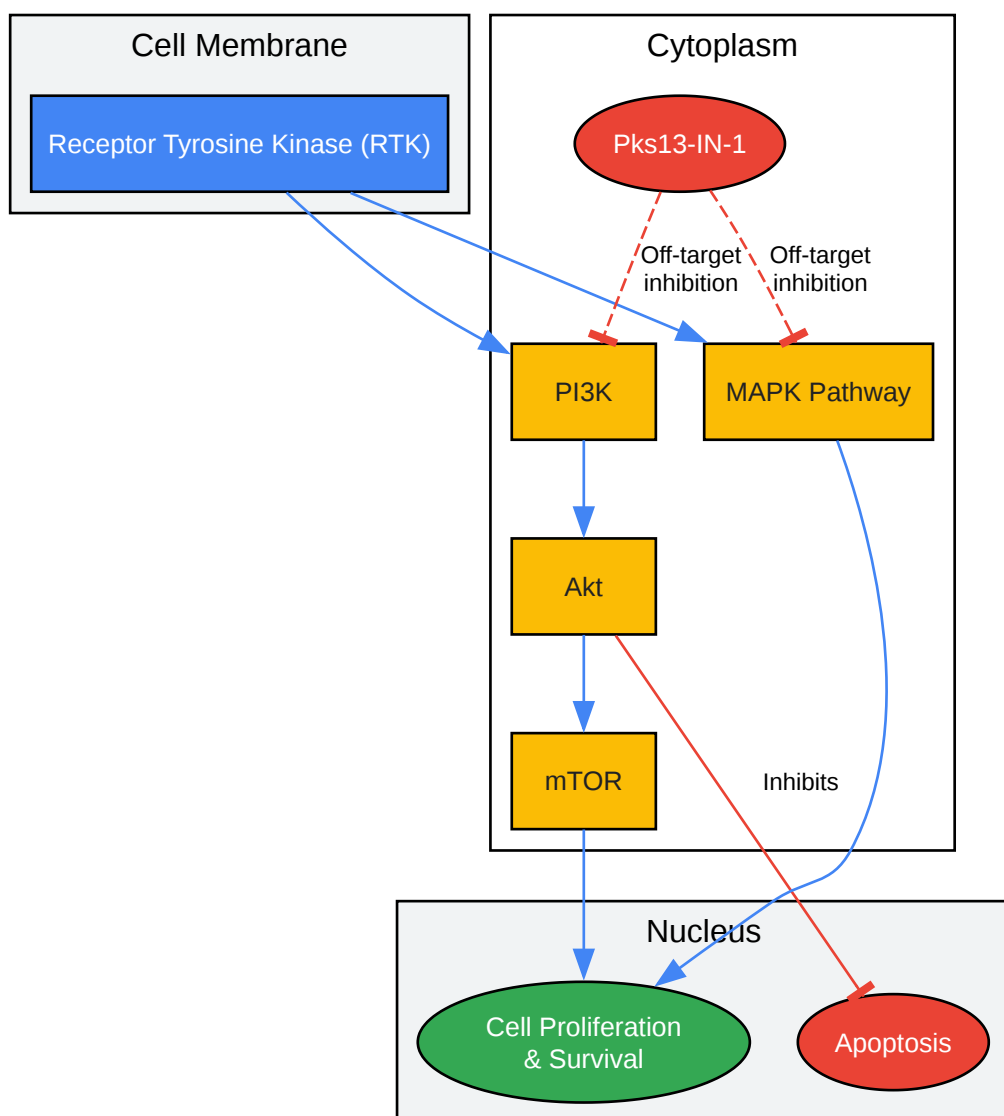 Cell Membrane
Cytoplasm
Receptor Tyrosine Kinase (RTK)
Pks13-IN-1
Off-target
inhibition
Off-target
inhibition
PI3K
MAPK Pathway
Akt
mTOR
Inhibits
Nucleus
Cell Proliferation
& Survival
Apoptosis